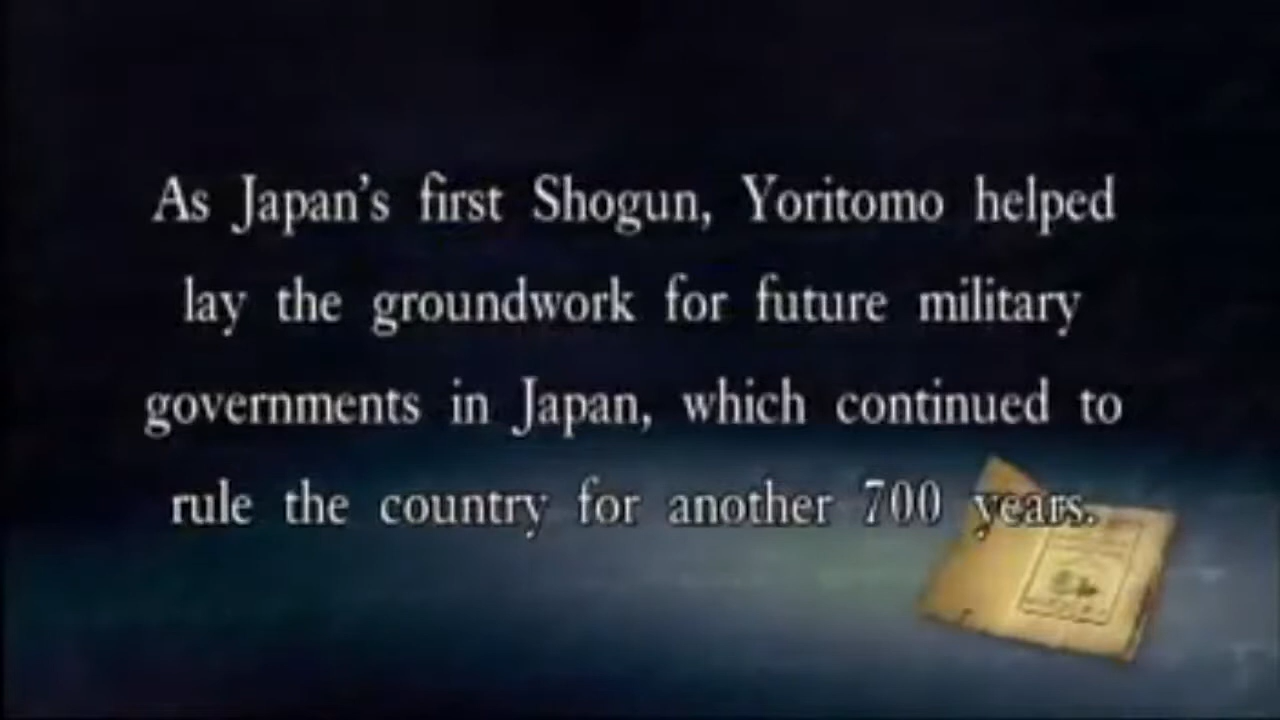 As Japan's first Shogun, Yoritomo helped
lay the groundwork for future military
governments in Japan, which continued to
rule the country for another 700 years.